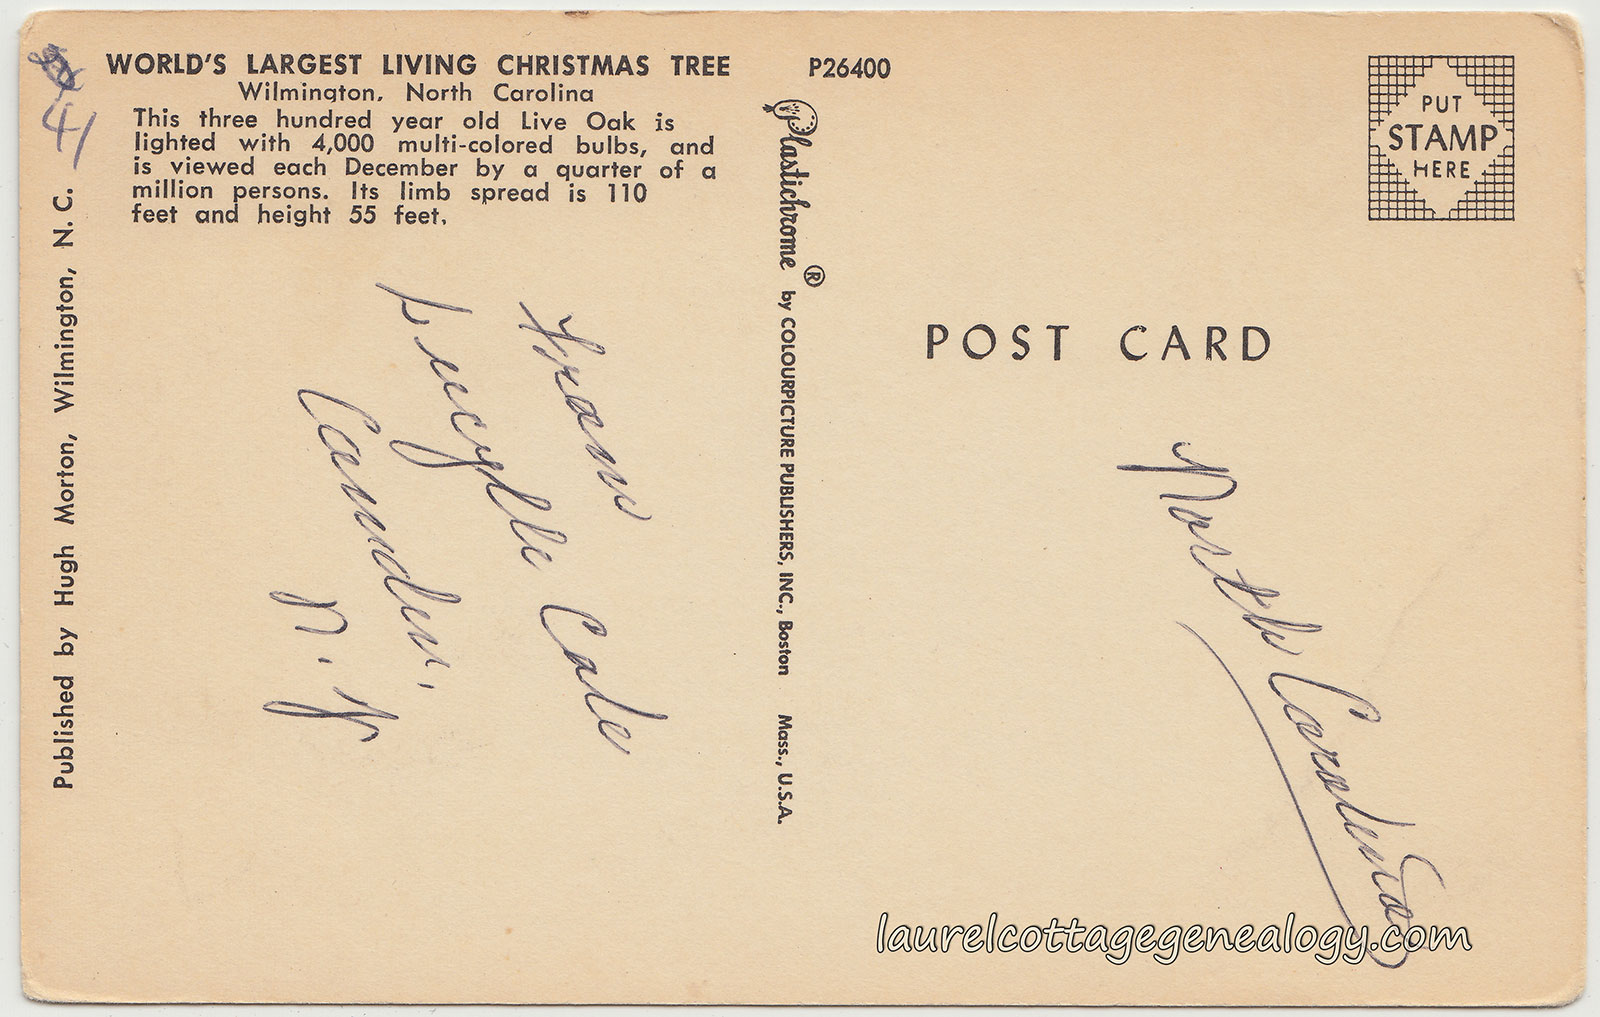 WORLD'S LARGEST LIVING CHRISTMAS TREE
Wilmington, North Carolina
This three hundred year old Live Oak is
lighted with 4,000 multi-colored bulbs, and
is viewed each December by a quarter of a
million persons. Its limb spread is 110
feet and height 55 feet.
P26400
41
Published by Hugh Morton, Wilmington, N. C.
From
Lucylle Cale
Camden,
N. Y
Plastichrome® by COLOURPICTURE PUBLISHERS, INC., Boston Mass., U.S.A.
PUT
STAMP
HERE
POST CARD
North Carolina
laurelcottagegenealogy.com